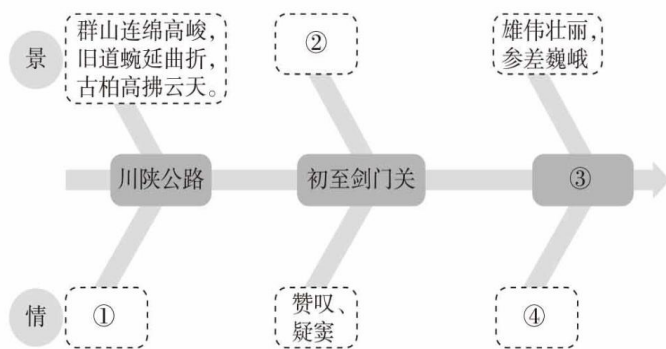 景
群山连绵高峻，
旧道蜿延曲折，
古柏高拂云天。
②
雄伟壮丽，
参差巍峨
川陕公路
初至剑门关
③
情
①
赞叹、
疑窦
④